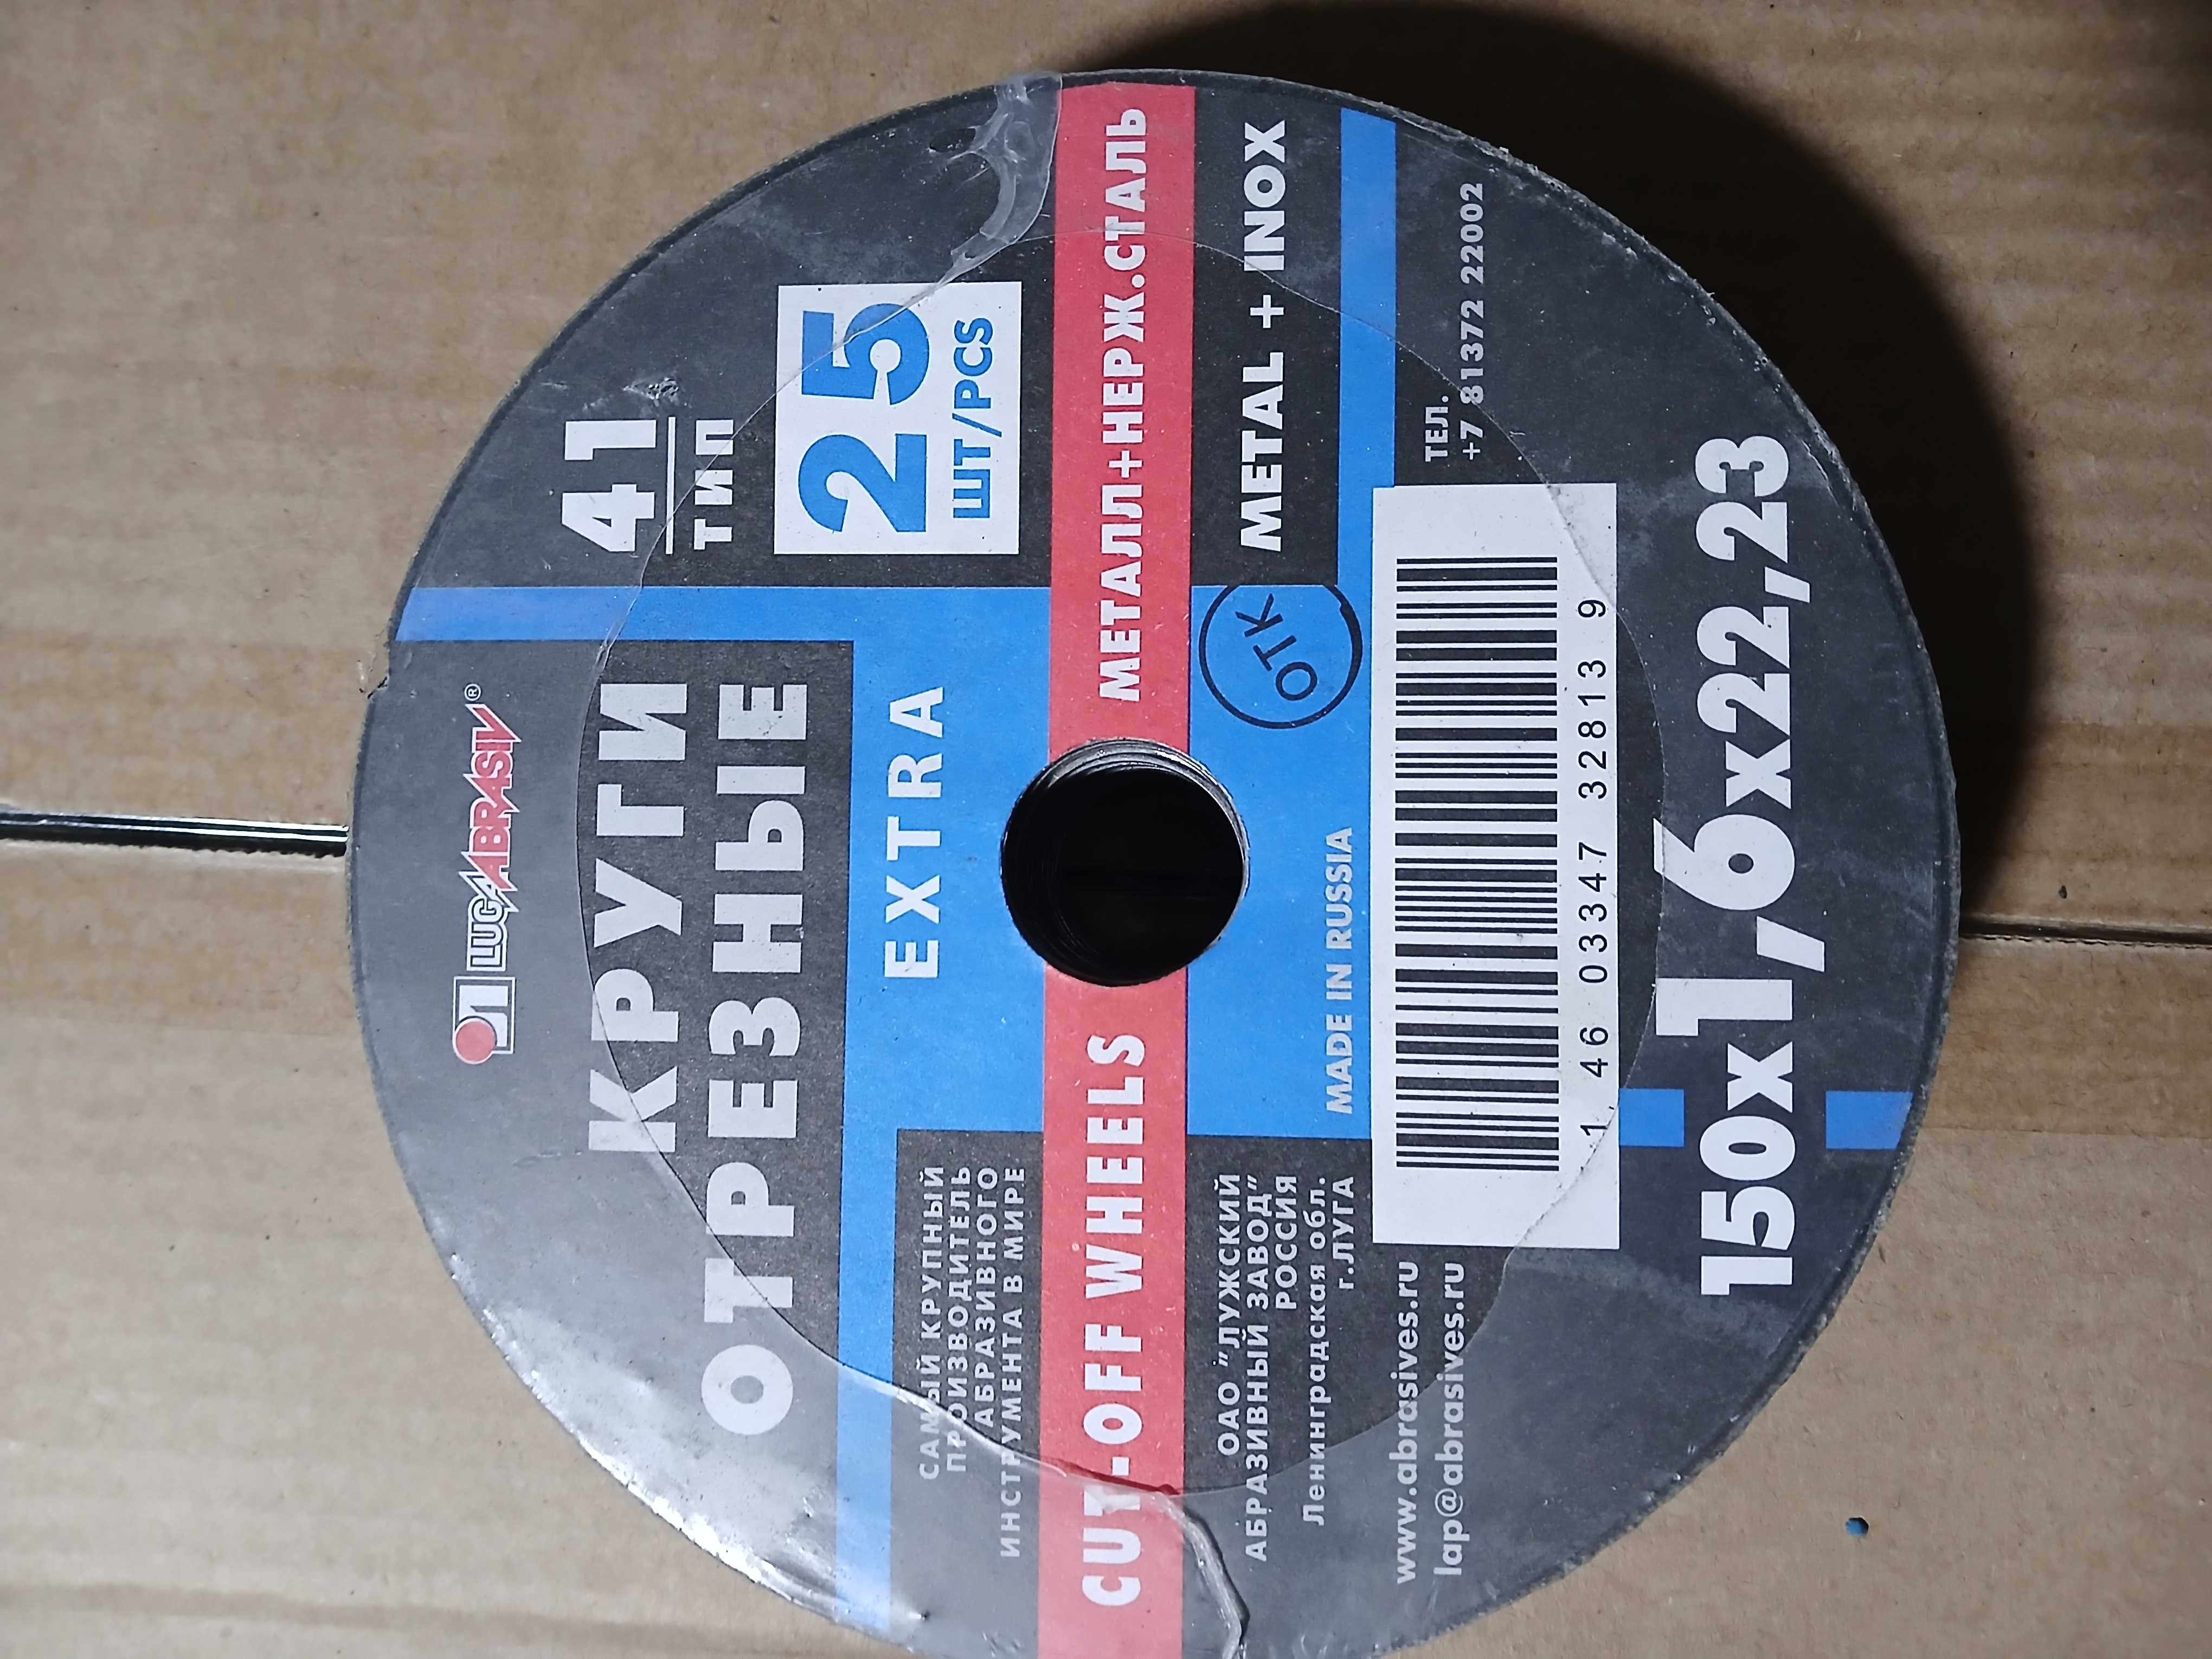 Л LUGAABRASIV®
КРУГИ
ОТРЕЗНЫЕ
41
ТИП
EXTRA
25
ШТ/PCS
САМЫЙ КРУПНЫЙ
ПРОИЗВОДИТЕЛЬ
АБРАЗИВНОГО
ИНСТРУМЕНТА В МИРЕ
CUT-OFF WHEELS
МЕТАЛЛ+НЕРЖ.СТАЛЬ
METAL + INOX
ОТК
ОАО "ЛУЖСКИЙ
АБРАЗИВНЫЙ ЗАВОД"
РОССИЯ
Ленинградская обл.
г.ЛУГА
MADE IN RUSSIA
www.abrasives.ru
lap@abrasives.ru
ТЕЛ.
+7 81372 22002
1 46 03347 32813 9
150x1,6x22,23